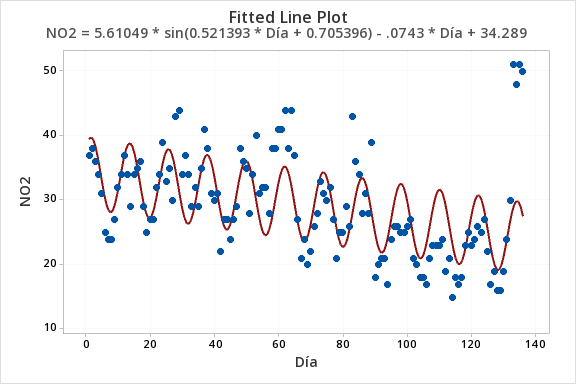 Fitted Line Plot
NO2 = 5.61049 * sin(0.521393 * Día + 0.705396) - .0743 * Día + 34.289
50
40
30
20
10
NO2
0 20 40 60 80 100 120 140
Día